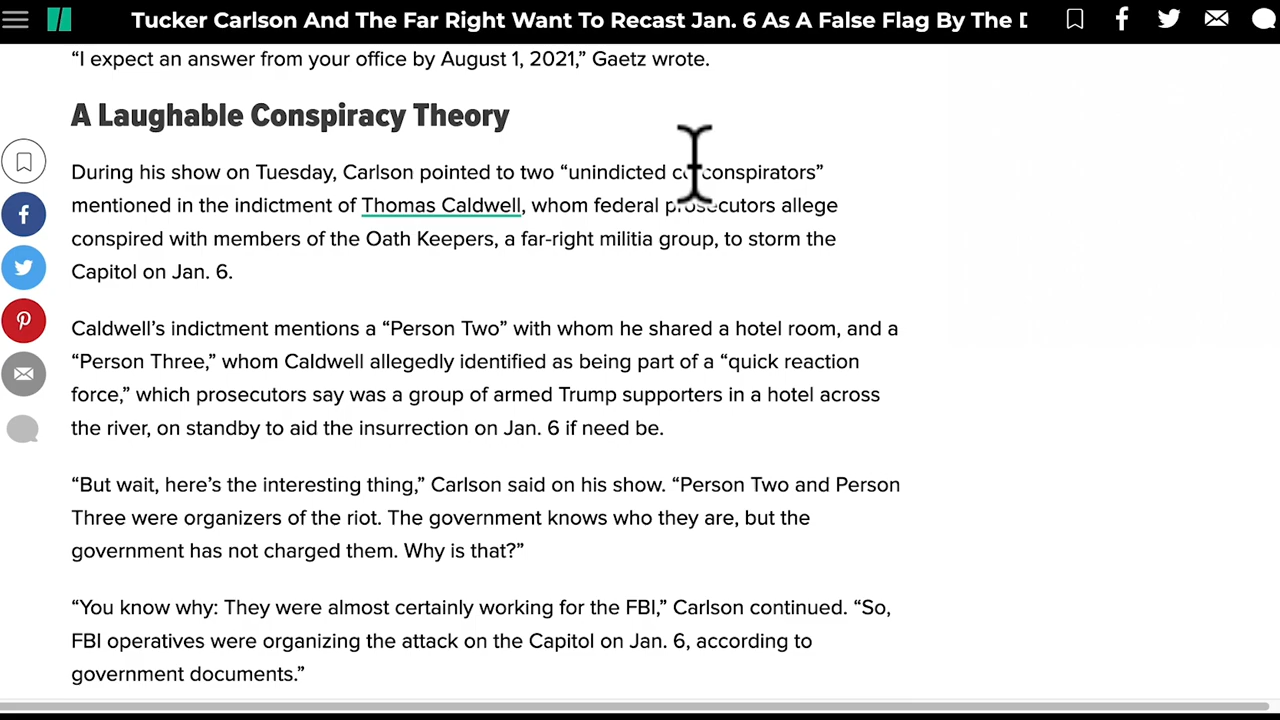 Tucker Carlson And The Far Right Want To Recast Jan. 6 As A False Flag By The
“I expect an answer from your office by August 1, 2021,” Gaetz wrote.
A Laughable Conspiracy Theory
During his show on Tuesday, Carlson pointed to two “unindicted co-conspirators”
mentioned in the indictment of Thomas Caldwell, whom federal prosecutors allege
conspired with members of the Oath Keepers, a far-right militia group, to storm the
Capitol on Jan. 6.
Caldwell’s indictment mentions a “Person Two” with whom he shared a hotel room, and a
“Person Three,” whom Caldwell allegedly identified as being part of a “quick reaction
force,” which prosecutors say was a group of armed Trump supporters in a hotel across
the river, on standby to aid the insurrection on Jan. 6 if need be.
“But wait, here’s the interesting thing,” Carlson said on his show. “Person Two and Person
Three were organizers of the riot. The government knows who they are, but the
government has not charged them. Why is that?”
“You know why: They were almost certainly working for the FBI,” Carlson continued. “So,
FBI operatives were organizing the attack on the Capitol on Jan. 6, according to
government documents.”